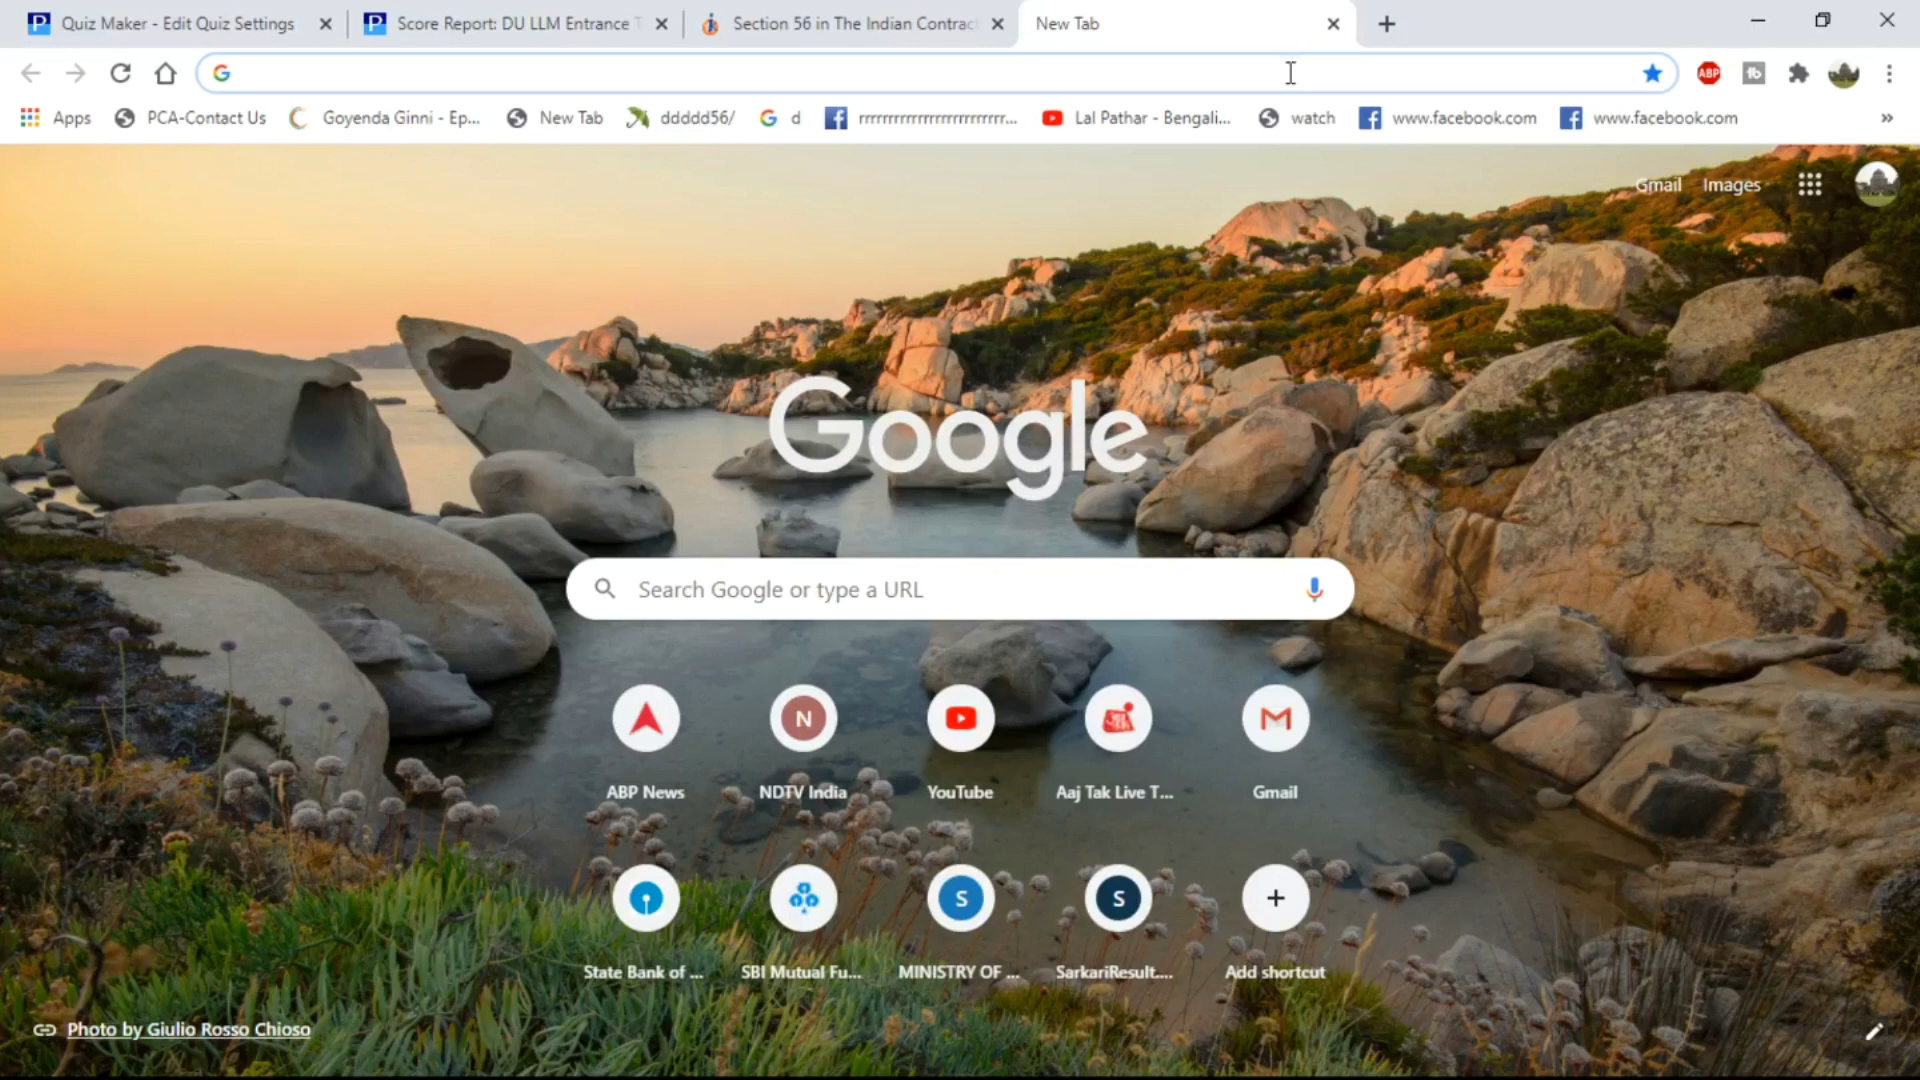 Quiz Maker - Edit Quiz Settings
Score Report: DU LLM Entrance T
Section 56 in The Indian Contrac
New Tab
ABP
fb
Apps
PCA-Contact Us
Goyenda Ginni - Ep...
New Tab
ddddd56/
d
rrrrrrrrrrrrrrrrrrrrrrrr...
Lal Pathar - Bengali...
watch
www.facebook.com
www.facebook.com
Gmail
Images
Google
Search Google or type a URL
N
ABP News
NDTV India
YouTube
Aaj Tak Live T...
Gmail
S
S
State Bank of ...
SBI Mutual Fu...
MINISTRY OF ...
SarkariResult....
Add shortcut
Photo by Giulio Rosso Chioso